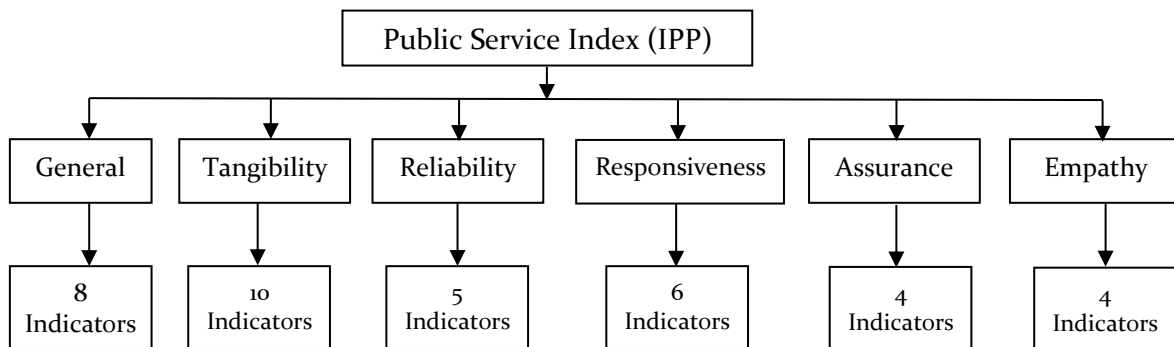 Public Service Index (IPP)
General
Tangibility
Reliability
Responsiveness
Assurance
Empathy
8
Indicators
10
Indicators
5
Indicators
6
Indicators
4
Indicators
4
Indicators